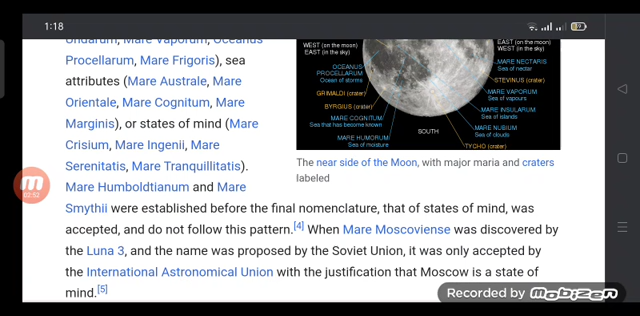 1:18
Undarum, Mare Vaporum, Oceanus
Procellarum, Mare Frigoris), sea
attributes (Mare Australe, Mare
Orientale, Mare Cognitum, Mare
Marginis), or states of mind (Mare
Crisium, Mare Ingenii, Mare
Serenitatis, Mare Tranquillitatis).
Mare Humboldtianum and Mare
Smythii were established before the final nomenclature, that of states of mind, was
accepted, and do not follow this pattern.[4] When Mare Moscoviense was discovered by
the Luna 3, and the name was proposed by the Soviet Union, it was only accepted by
the International Astronomical Union with the justification that Moscow is a state of
mind.[5]
WEST (on the moon)
EAST (in the sky)
OCEANUS
PROCELLARUM
Ocean of storms
GRIMALDI (crater)
BYRGIUS (crater)
MARE COGNITUM
Sea that has become known
MARE HUMORUM
Sea of moisture
SOUTH
EAST (on the moon)
WEST (in the sky)
MARE NECTARIS
Sea of nectar
STEVINUS (crater)
MARE VAPORUM
Sea of vapours
MARE INSULARUM
Sea of islands
MARE NUBIUM
Sea of clouds
TYCHO (crater)
The near side of the Moon, with major maria and craters
labeled
02:52
Recorded by Mobizen